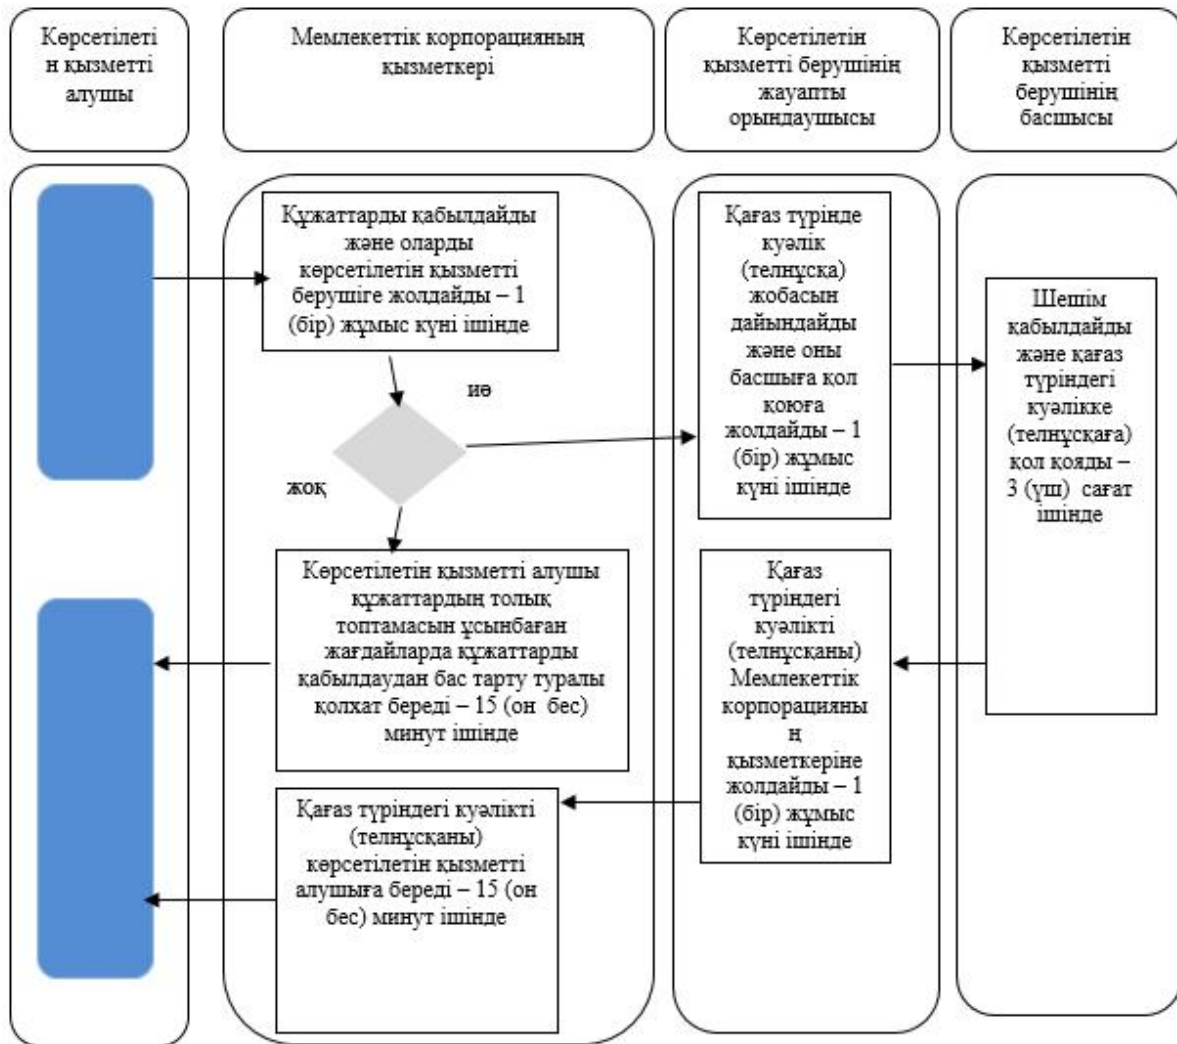 Көрсетілеті
н қызметті
алушы
Мемлекеттік корпорацияның
қызметкері
Көрсетілетін
қызметті берушінің
жауапты
орындаушысы
Көрсетілетін
қызметті
берушінің
басшысы
Құжаттарды қабылдайды
және оларды
көрсетілетін қызметті
берушіге жолдайды – 1
(бір) жұмыс күні ішінде
иә
жоқ
Көрсетілетін қызметті алушы
құжаттардың толық
топтамасын ұсынбаған
жағдайларда құжаттарды
қабылдаудан бас тарту туралы
қолхат береді – 15 (он бес)
минут ішінде
Қағаз түріндегі куәлікті
(телнұсқаны)
көрсетілетін қызметті
алушыға береді – 15 (он
бес) минут ішінде
Қағаз түрінде
куәлік
(телнұсқа)
жобасын
дайындайды
және оны
басшыға қол
қоюға
жолдайды – 1
(бір) жұмыс
күні ішінде
Қағаз
түріндегі
куәлікті
(телнұсқаны)
Мемлекеттік
корпорацияны
ң
қызметкеріне
жолдайды – 1
(бір) жұмыс
күні ішінде
Шешім
қабылдайды
және қағаз
түріндегі
куәлікке
(телнұсқаға)
қол қояды –
3 (үш) сағат
ішінде